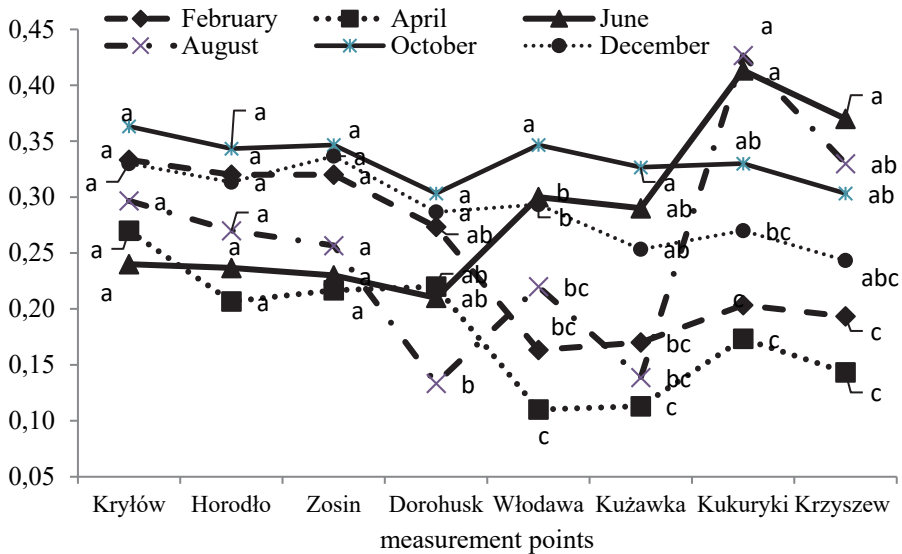 0,45 February April June a
August October December
a
0,40
a
a a
a a
0,35 ab
a a a ab
a a a a
0,30 a b ab
a a a b ab
ab bc
0,25 a a a ab
a ab abc
bc
a a ab c
0,20 a
bc c
bc c
0,15
b bc c
c
0,10
c
0,05
Kryłów Horodło Zosin Dorohusk Włodawa Kużawka Kukuryki Krzyszew
measurement points